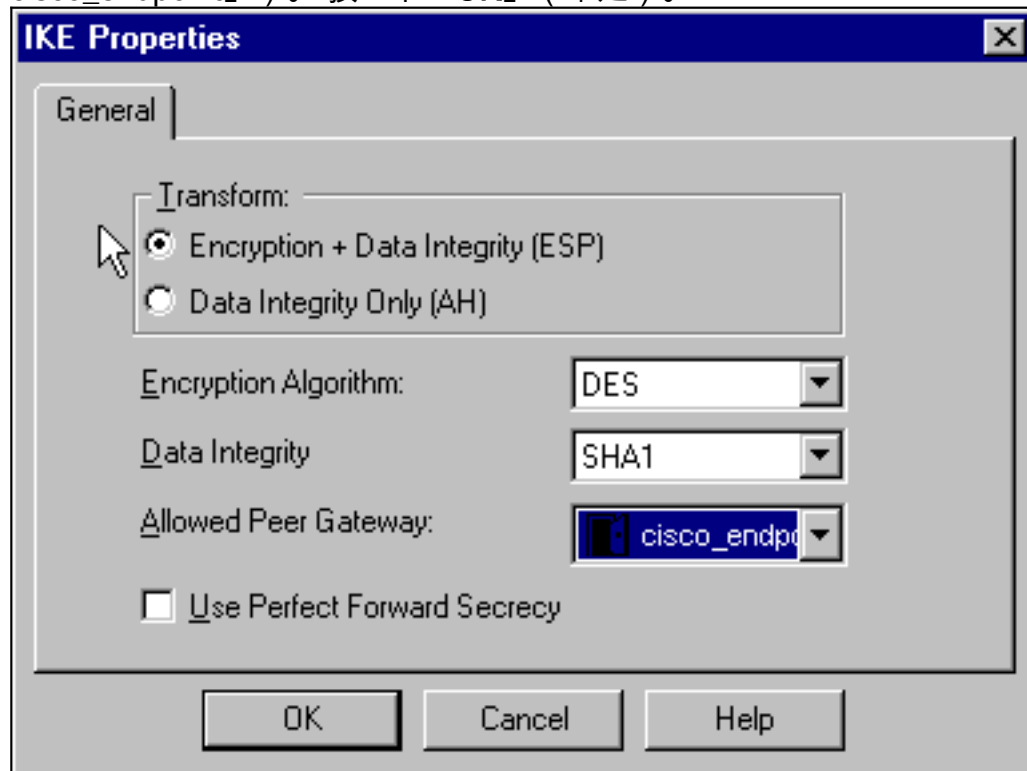 IKE Properties
General
Transform:
Encryption + Data Integrity (ESP)
Data Integrity Only (AH)
Encryption Algorithm:
DES
Data Integrity
SHA1
Allowed Peer Gateway:
cisco_endpo
Use Perfect Forward Secrecy
OK
Cancel
Help